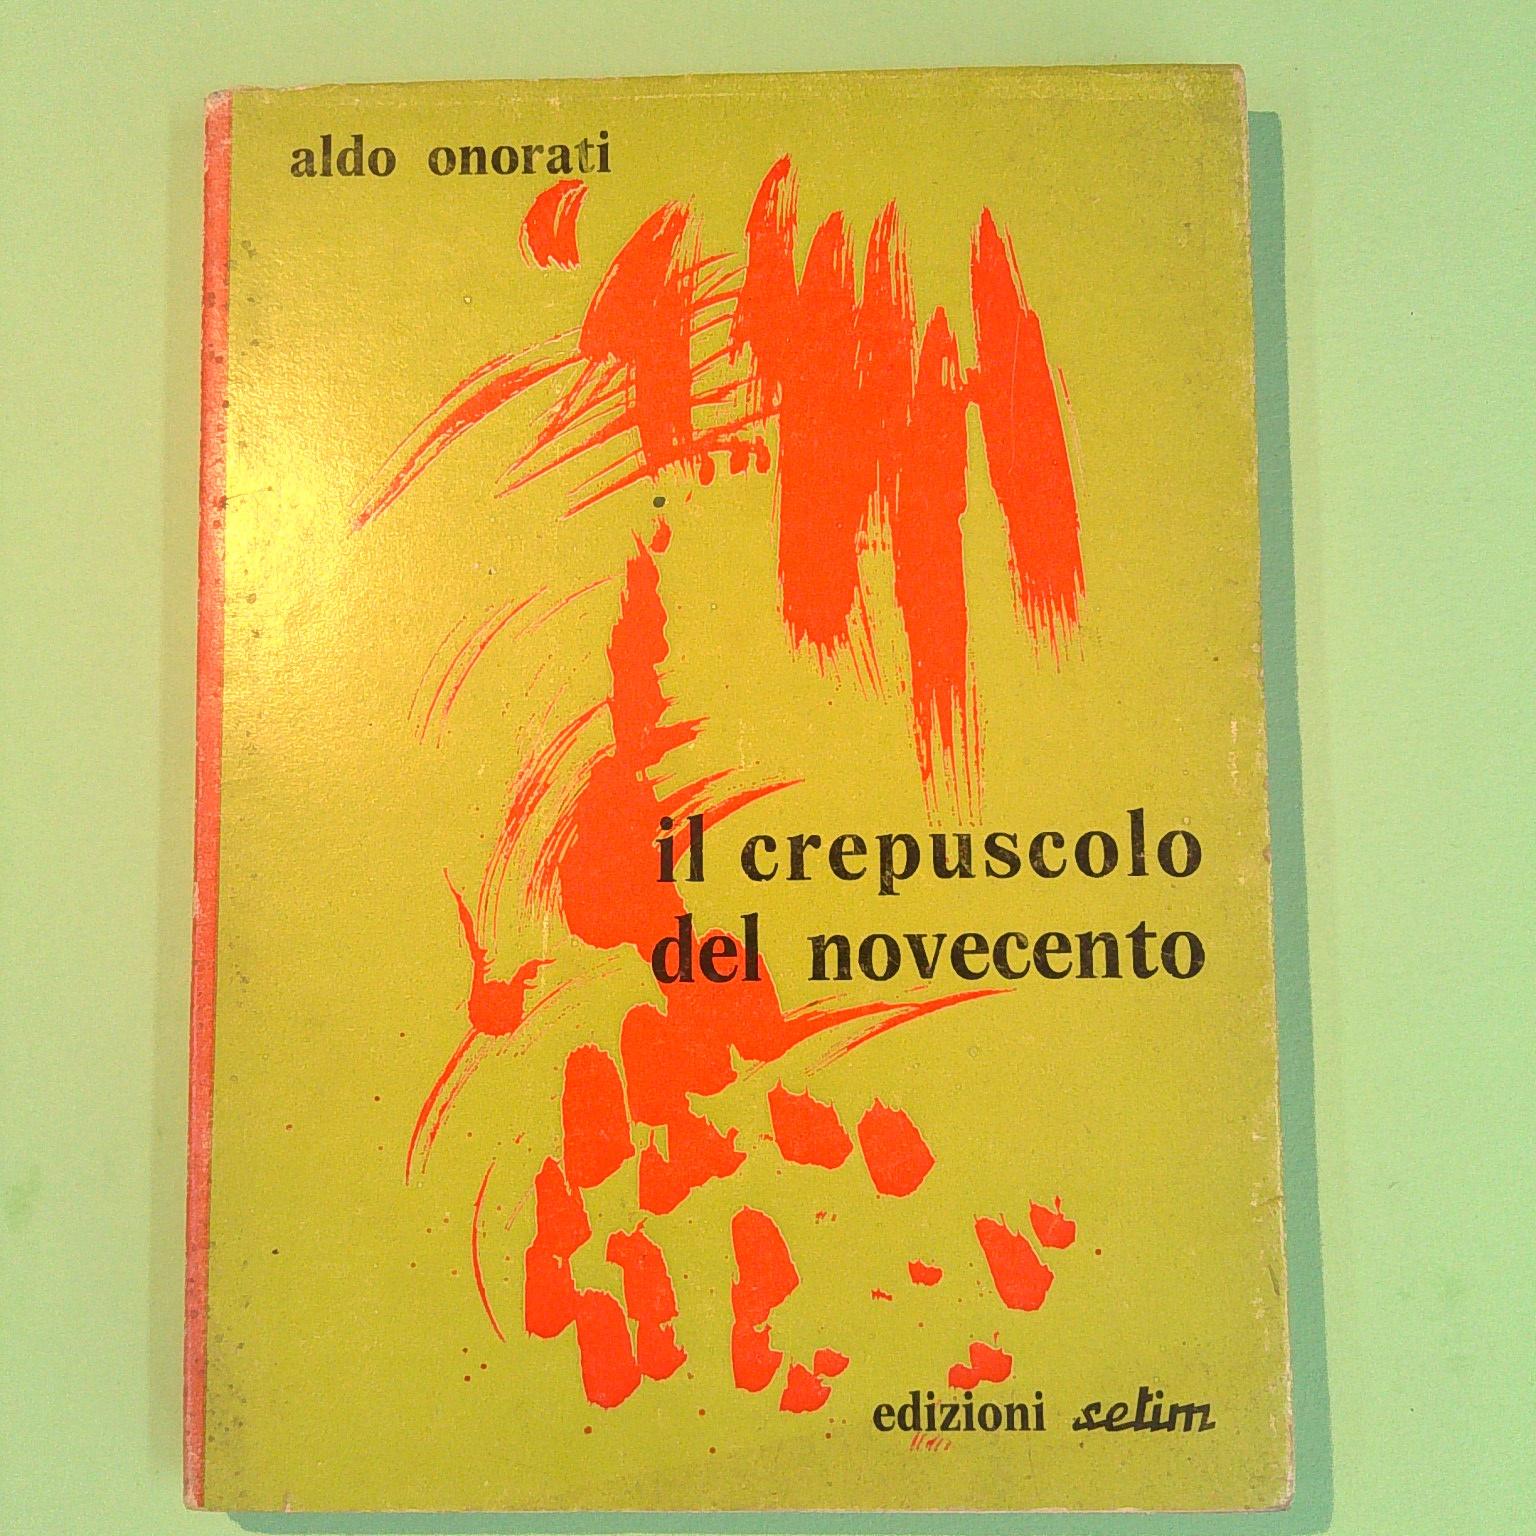 aldo onorati
il crepuscolo
del novecento
edizioni setim